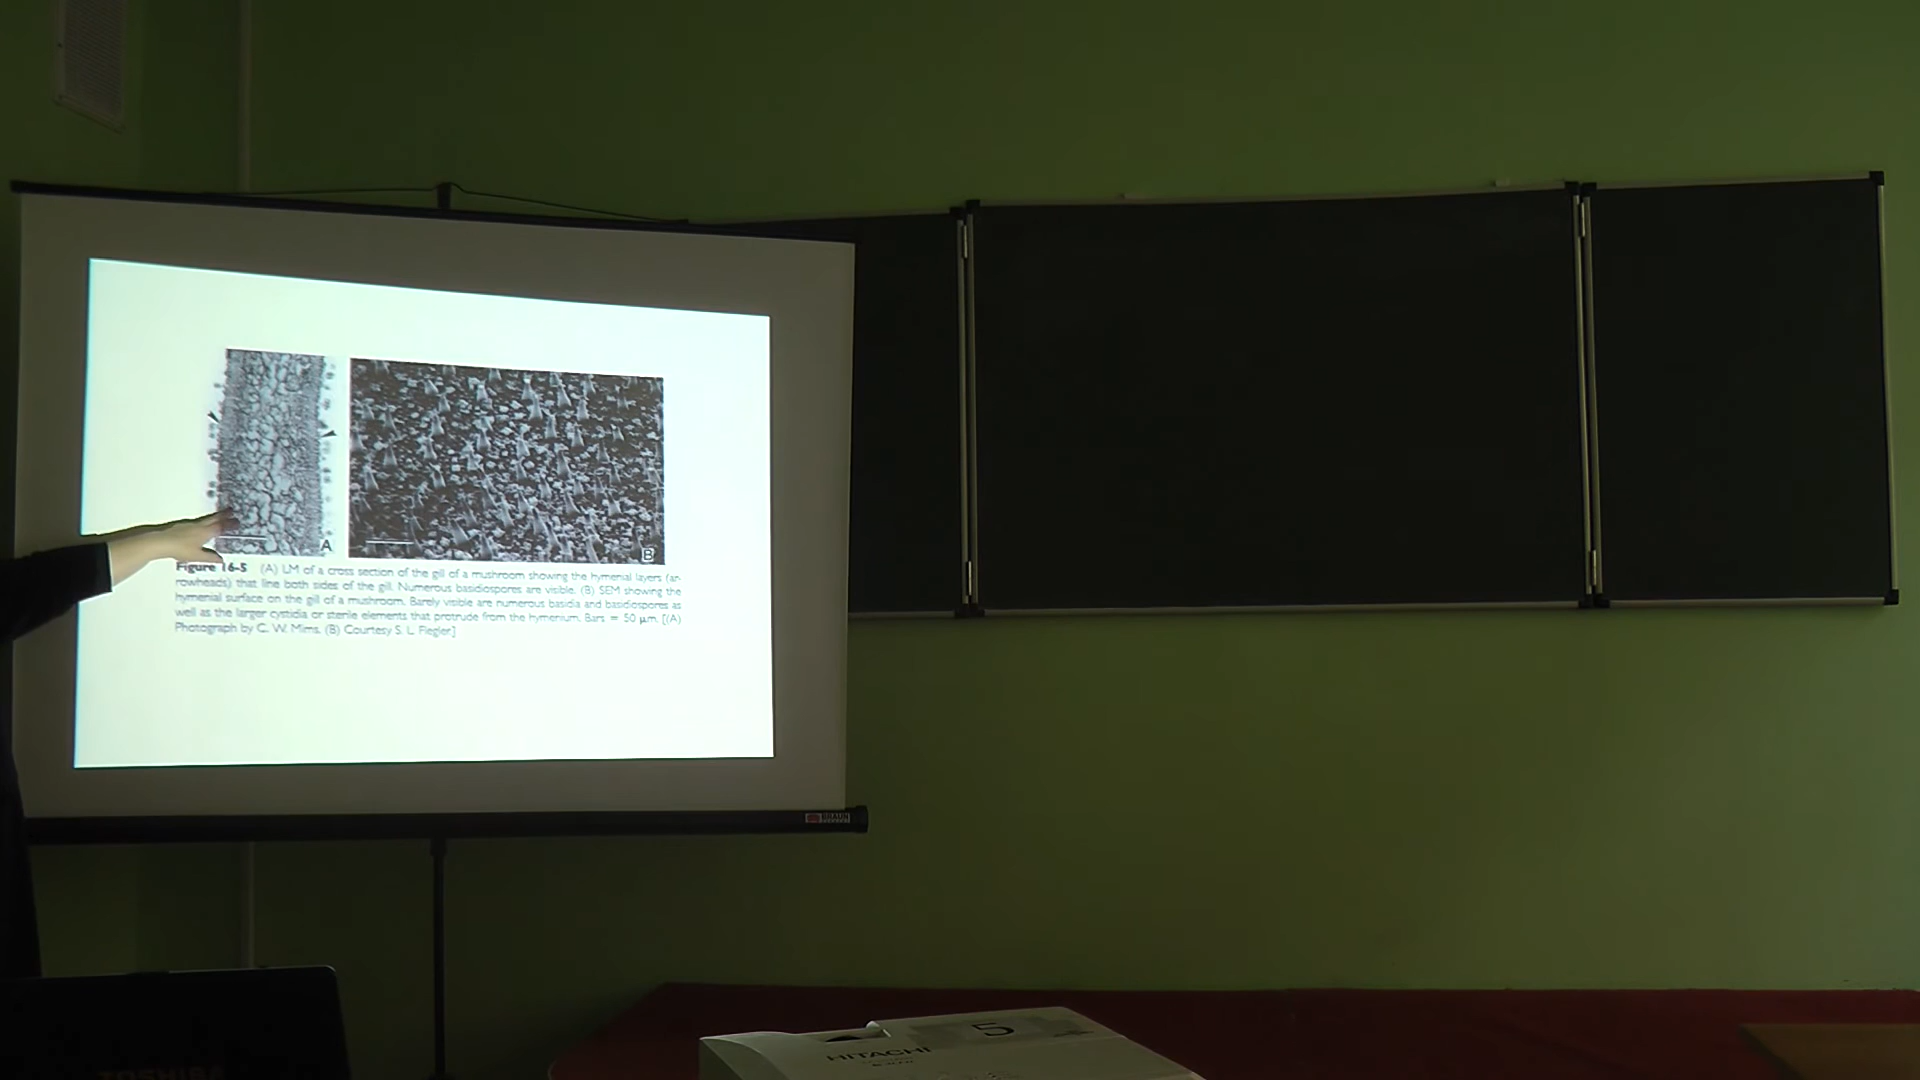 A
B
Figure 16-5 (A) LM of a cross section of the gill of a mushroom showing the hymenial layers (ar-
rowheads) that line both sides of the gill. Numerous basidiospores are visible. (B) SEM showing the
hymenial surface on the gill of a mushroom. Barely visible are numerous basidia and basidiospores as
well as the larger cystidia or sterile elements that protrude from the hymenium. Bars = 50 μm. [(A)
Photograph by C. W. Mims. (B) Courtesy S. L. Flegler]
BRAUN
5
HITACHI
TOSHIBA